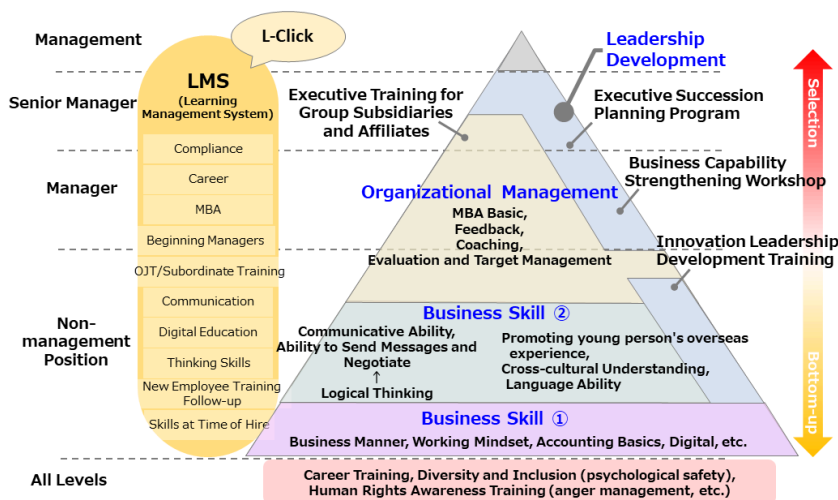 Management
Senior Manager
Manager
Non-
management
Position
All Levels
L-Click
LMS
(Learning
Management System)
Compliance
Career
MBA
Beginning Managers
OJT/Subordinate Training
Communication
Digital Education
Thinking Skills
New Employee Training
Follow-up
Skills at Time of Hire
Leadership
Development
Executive Training for
Group Subsidiaries
and Affiliates
Executive Succession
Planning Program
Business Capability
Strengthening Workshop
Organizational Management
MBA Basic,
Feedback,
Coaching,
Evaluation and Target Management
Innovation Leadership
Development Training
Business Skill ②
Communicative Ability,
Ability to Send Messages and
Negotiate
↑
Logical Thinking
Promoting young person's overseas
experience,
Cross-cultural Understanding,
Language Ability
Business Skill ①
Business Manner, Working Mindset, Accounting Basics, Digital, etc.
Career Training, Diversity and Inclusion (psychological safety),
Human Rights Awareness Training (anger management, etc.)
Selection
Bottom-up